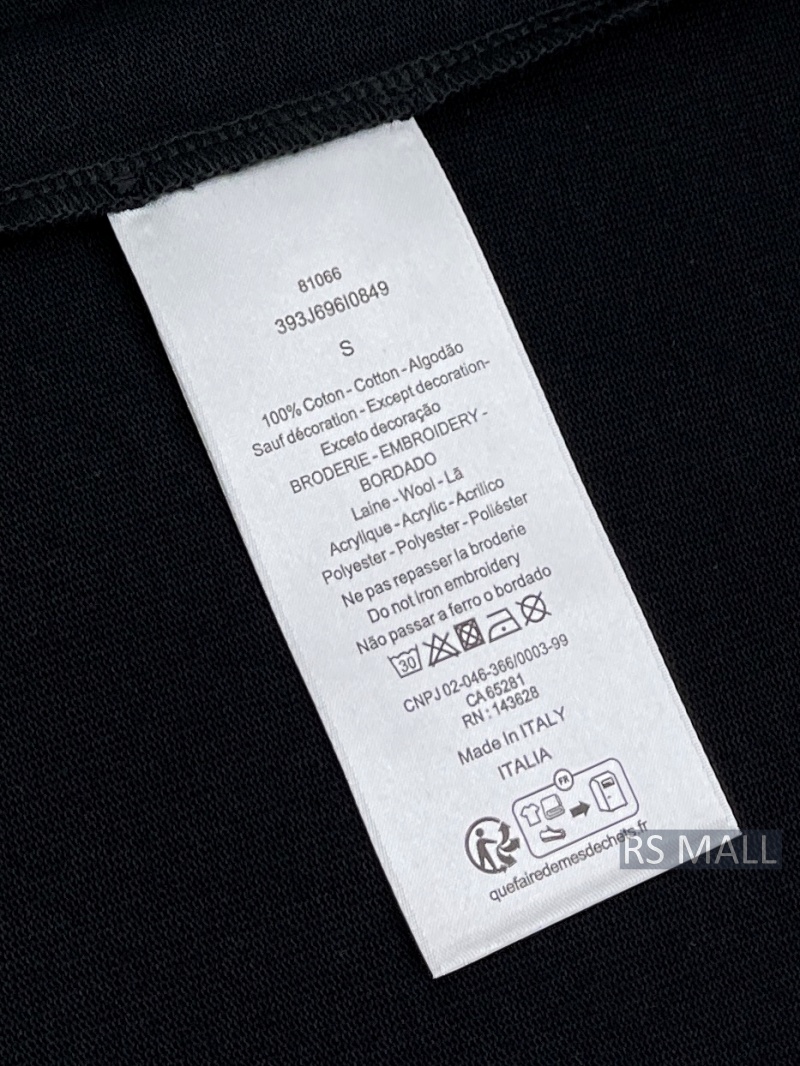 81066
393J696I0849
S
100% Coton - Cotton - Algodão
Sauf décoration - Except decoration-
Exceto decoração
BRODERIE - EMBROIDERY -
BORDADO
Laine - Wool - Lã
Acrylique - Acrylic - Acrilico
Polyester - Polyester - Poliéster
Ne pas repasser la broderie
Do not iron embroidery
Não passar a ferro o bordado
30
CNPJ 02-046-366/0003-99
CA 65281
RN : 143628
Made In ITALY
ITALIA
FR
quefairedemesdechets.fr
RS MALL